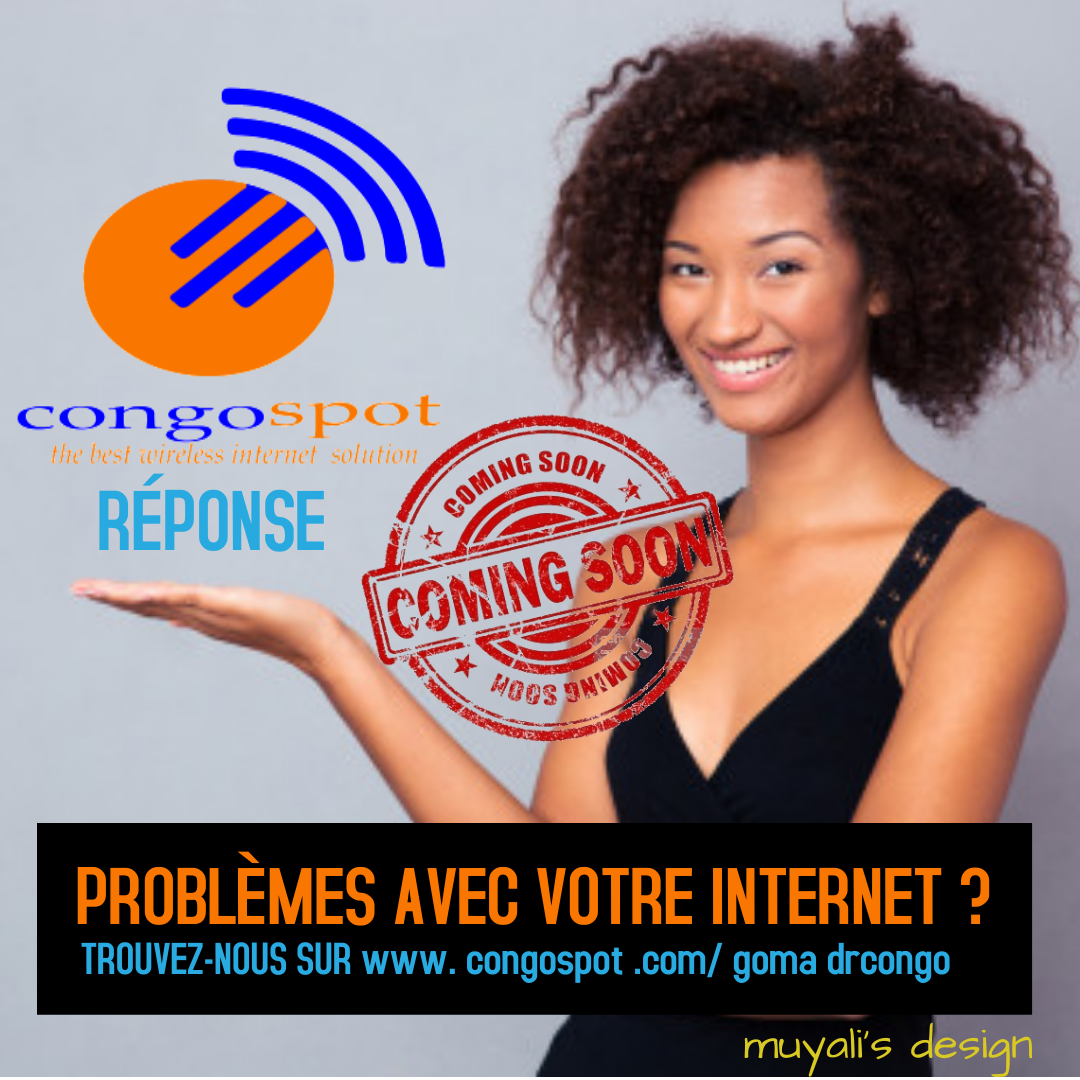 congospot
the best wireless internet solution
RÉPONSE
COMING SOON
COMING SOON
COMING SOON
PROBLÈMES AVEC VOTRE INTERNET ?
TROUVEZ-NOUS SUR www. congospot .com/ goma drcongo
muyali's design